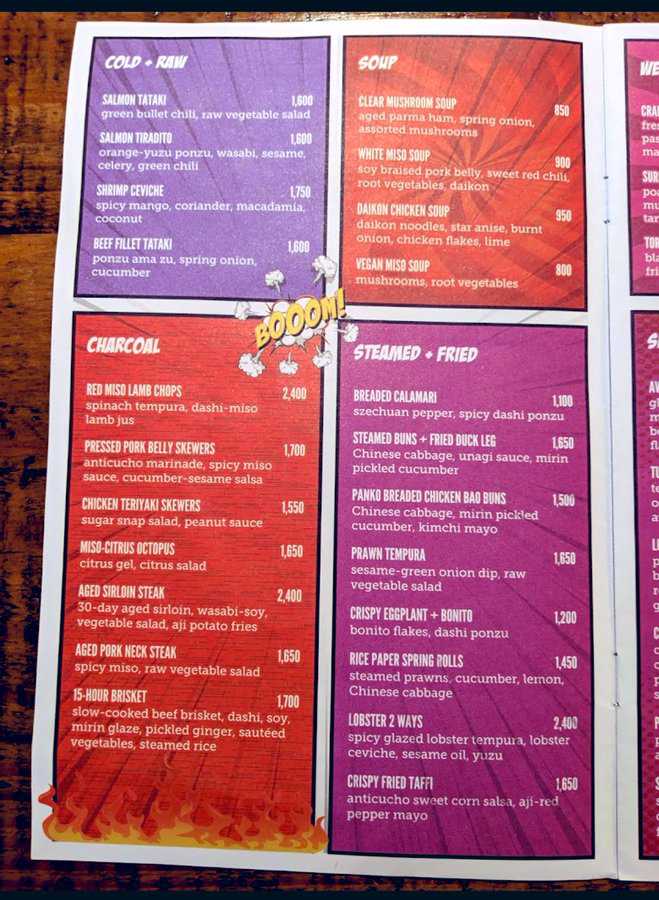 COLD + RAW
SALMON TATAKI 1,600
green bullet chili, raw vegetable salad
SALMON TIRADITO 1,600
orange-yuzu ponzu, wasabi, sesame,
celery, green chili
SHRIMP CEVICHE 1,750
spicy mango, coriander, macadamia,
coconut
BEEF FILLET TATAKI 1,600
ponzu ama zu, spring onion,
cucumber
SOUP
CLEAR MUSHROOM SOUP 850
aged parma ham, spring onion,
assorted mushrooms
WHITE MISO SOUP 900
soy braised pork belly, sweet red chili,
root vegetables, daikon
DAIKON CHICKEN SOUP 950
daikon noodles, star anise, burnt
onion, chicken flakes, lime
VEGAN MISO SOUP 800
mushrooms, root vegetables
BOOOM!
CHARCOAL
RED MISO LAMB CHOPS 2,400
spinach tempura, dashi-miso
lamb jus
PRESSED PORK BELLY SKEWERS 1,700
anticucho marinade, spicy miso
sauce, cucumber-sesame salsa
CHICKEN TERIYAKI SKEWERS 1,550
sugar snap salad, peanut sauce
MISO-CITRUS OCTOPUS 1,650
citrus gel, citrus salad
AGED SIRLOIN STEAK 2,400
30-day aged sirloin, wasabi-soy,
vegetable salad, aji potato fries
AGED PORK NECK STEAK 1,650
spicy miso, raw vegetable salad
15-HOUR BRISKET 1,700
slow-cooked beef brisket, dashi, soy,
mirin glaze, pickled ginger, sautéed
vegetables, steamed rice
STEAMED + FRIED
BREADED CALAMARI 1,100
szechuan pepper, spicy dashi ponzu
STEAMED BUNS + FRIED DUCK LEG 1,650
Chinese cabbage, unagi sauce, mirin
pickled cucumber
PANKO BREADED CHICKEN BAO BUNS 1,500
Chinese cabbage, mirin pickled
cucumber, kimchi mayo
PRAWN TEMPURA 1,650
sesame-green onion dip, raw
vegetable salad
CRISPY EGGPLANT + BONITO 1,200
bonito flakes, dashi ponzu
RICE PAPER SPRING ROLLS 1,450
steamed prawns, cucumber, lemon,
Chinese cabbage
LOBSTER 2 WAYS 2,400
spicy glazed lobster tempura, lobster
ceviche, sesame oil, yuzu
CRISPY FRIED TAFFI 1,650
anticucho sweet corn salsa, aji-red
pepper mayo